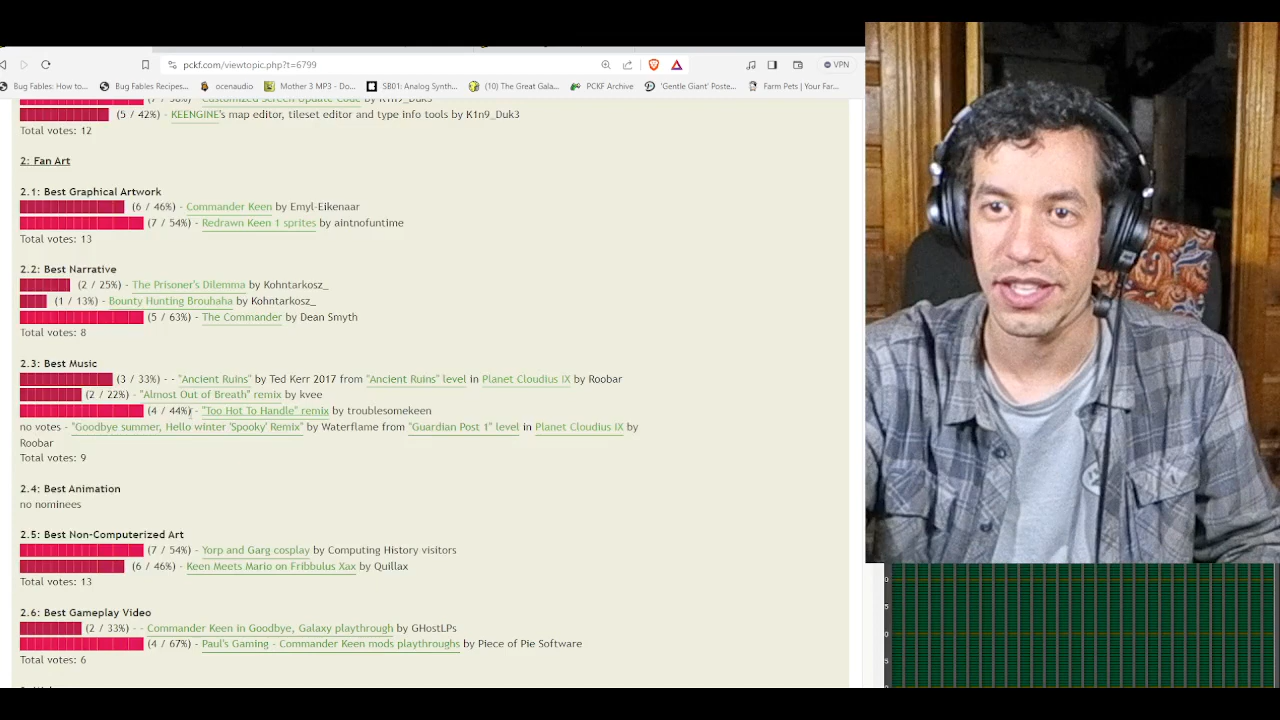 pckf.com/viewtopic.php?t=6799
VPN
Bug Fables: How to...
Bug Fables Recipes...
ocenaudio
Mother 3 MP3 - Do...
SB01: Analog Synth...
(10) The Great Gala...
PCKF Archive
'Gentle Giant' Poste...
Farm Pets | Your Far...
(7 / 58%) - Customized Screen Update Code by K1n9_Duk3
(5 / 42%) - KEENGINE's map editor, tileset editor and type info tools by K1n9_Duk3
Total votes: 12
2: Fan Art
2.1: Best Graphical Artwork
(6 / 46%) - Commander Keen by Emyl-Eikenaar
(7 / 54%) - Redrawn Keen 1 sprites by aintnofuntime
Total votes: 13
2.2: Best Narrative
(2 / 25%) - The Prisoner's Dilemma by Kohntarkosz_
(1 / 13%) - Bounty Hunting Brouhaha by Kohntarkosz_
(5 / 63%) - The Commander by Dean Smyth
Total votes: 8
2.3: Best Music
(3 / 33%) - - "Ancient Ruins" by Ted Kerr 2017 from "Ancient Ruins" level in Planet Cloudius IX by Roobar
(2 / 22%) - "Almost Out of Breath" remix by kvee
(4 / 44%) - "Too Hot To Handle" remix by troublesomekeen
no votes - "Goodbye summer, Hello winter 'Spooky' Remix" by Waterflame from "Guardian Post 1" level in Planet Cloudius IX by
Roobar
Total votes: 9
2.4: Best Animation
no nominees
2.5: Best Non-Computerized Art
(7 / 54%) - Yorp and Garg cosplay by Computing History visitors
(6 / 46%) - Keen Meets Mario on Fribbulus Xax by Quillax
Total votes: 13
2.6: Best Gameplay Video
(2 / 33%) - - Commander Keen in Goodbye, Galaxy playthrough by GHostLPs
(4 / 67%) - Paul's Gaming - Commander Keen mods playthroughs by Piece of Pie Software
Total votes: 6